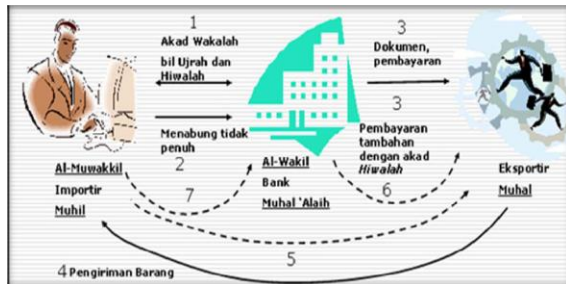 1
Akad Wakalah
bil Ujrah dan
Hiwalah
Menabung tidak
penuh
2
7
Al-Muwakkil
Importir
Muhil
Al-Wakil
Bank
Muhal 'Alaih
3
Dokumen,
pembayaran
3
Pembayaran
tambahan
dengan akad
Hiwalah
6
Eksportir
Muhal
5
4 Pengiriman Barang